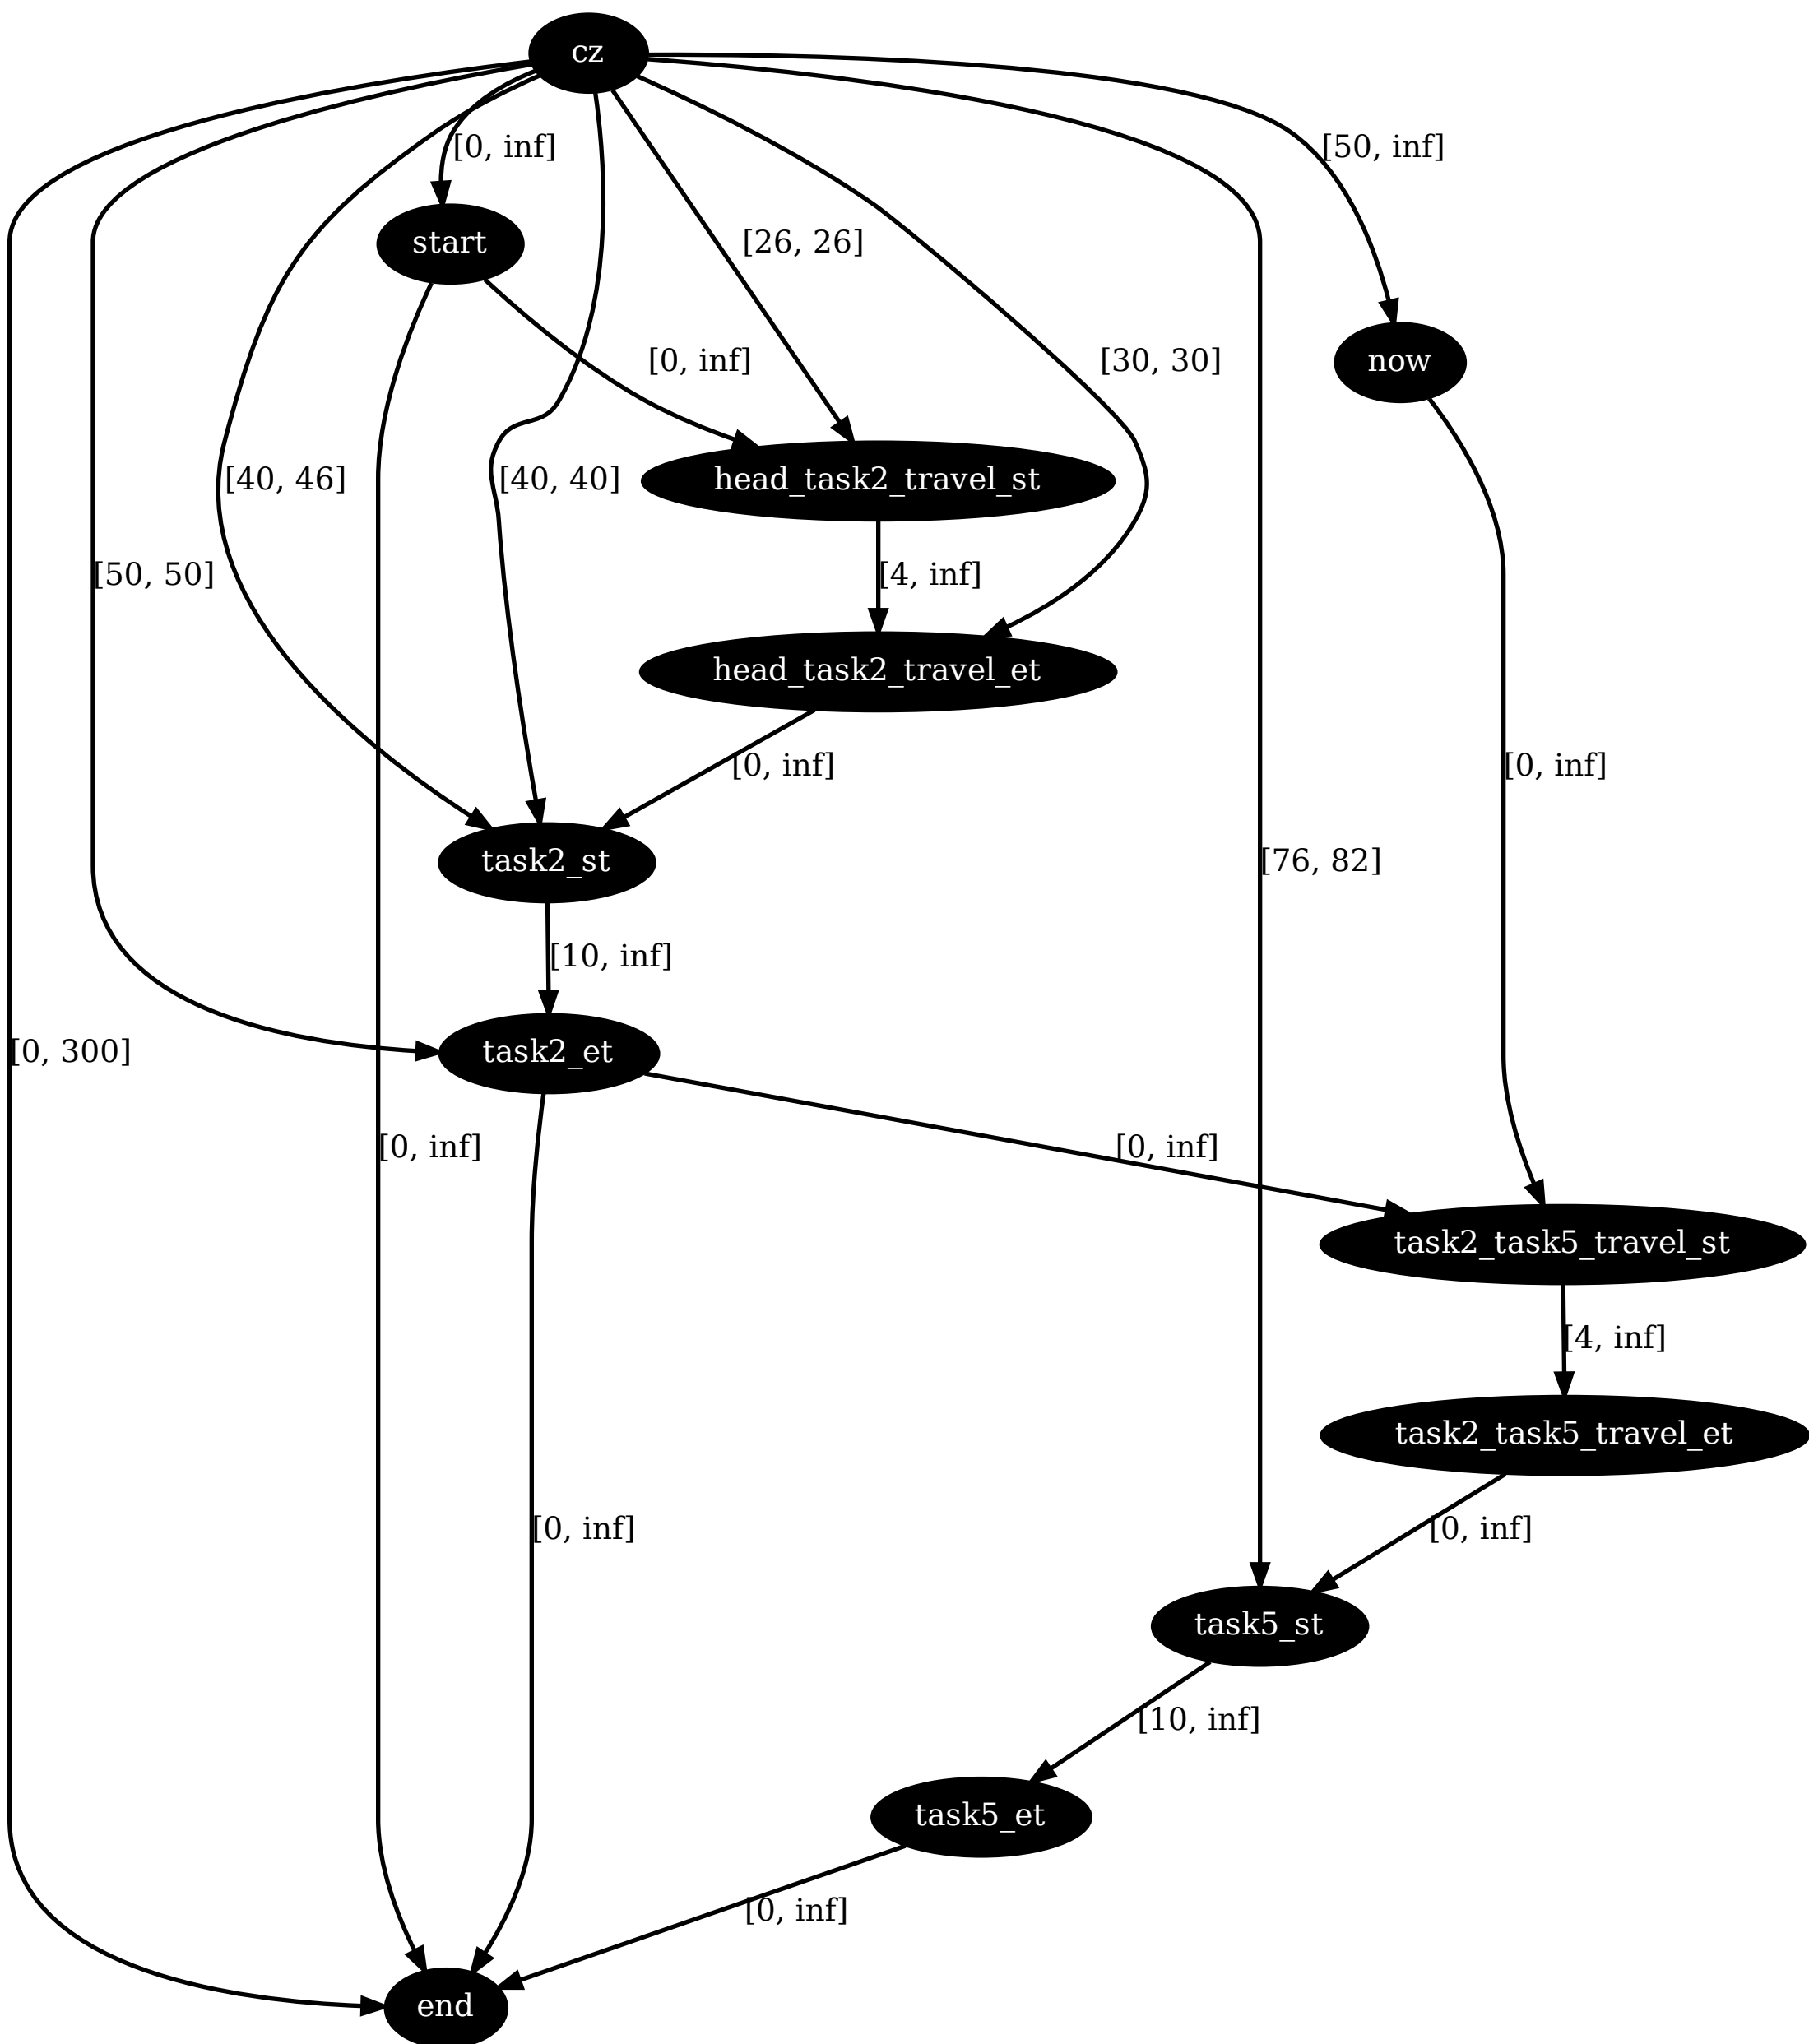 cz
[0, inf]
[50, inf]
start
[26, 26]
[0, inf]
[30, 30]
now
[40, 46]
[40, 40]
head_task2_travel_st
[50, 50]
[4, inf]
head_task2_travel_et
[0, inf]
[0, inf]
task2_st
[76, 82]
[10, inf]
[0, 300]
task2_et
[0, inf]
[0, inf]
task2_task5_travel_st
[4, inf]
task2_task5_travel_et
[0, inf]
[0, inf]
task5_st
[10, inf]
task5_et
[0, inf]
end